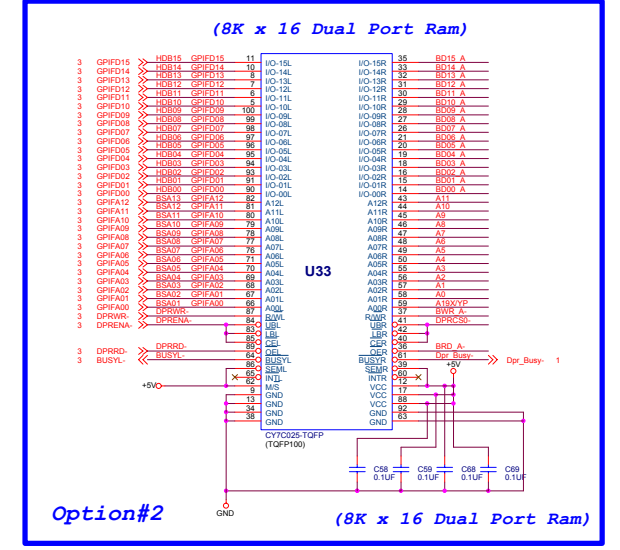 (8K x 16 Dual Port Ram)
3 GPIFD15 HDB15 GPIFD15 11 I/O-15L I/O-15R 35 BD15_A
3 GPIFD14 HDB14 GPIFD14 10 I/O-14L I/O-14R 33 BD14_A
3 GPIFD13 HDB13 GPIFD13 8 I/O-13L I/O-13R 32 BD13_A
3 GPIFD12 HDB12 GPIFD12 7 I/O-12L I/O-12R 31 BD12_A
3 GPIFD11 HDB11 GPIFD11 6 I/O-11L I/O-11R 30 BD11_A
3 GPIFD10 HDB10 GPIFD10 5 I/O-10L I/O-10R 29 BD10_A
3 GPIFD09 HDB09 GPIFD09 100 I/O-09L I/O-09R 28 BD09_A
3 GPIFD08 HDB08 GPIFD08 99 I/O-08L I/O-08R 27 BD08_A
3 GPIFD07 HDB07 GPIFD07 98 I/O-07L I/O-07R 26 BD07_A
3 GPIFD06 HDB06 GPIFD06 97 I/O-06L I/O-06R 21 BD06_A
3 GPIFD05 HDB05 GPIFD05 96 I/O-05L I/O-05R 20 BD05_A
3 GPIFD04 HDB04 GPIFD04 95 I/O-04L I/O-04R 19 BD04_A
3 GPIFD03 HDB03 GPIFD03 94 I/O-03L I/O-03R 18 BD03_A
3 GPIFD02 HDB02 GPIFD02 93 I/O-02L I/O-02R 16 BD02_A
3 GPIFD01 HDB01 GPIFD01 91 I/O-01L I/O-01R 15 BD01_A
3 GPIFD00 HDB00 GPIFD00 90 I/O-00L I/O-00R 14 BD00_A
3 GPIFA12 BSA13 GPIFA12 82 A12L A12R 43 A11
3 GPIFA11 BSA12 GPIFA11 81 A11L A11R 44 A10
3 GPIFA10 BSA11 GPIFA10 80 A10L A10R 45 A9
3 GPIFA09 BSA10 GPIFA09 79 A09L A09R 46 A8
3 GPIFA08 BSA09 GPIFA08 78 A08L A08R 47 A7
3 GPIFA07 BSA08 GPIFA07 77 A07L A07R 48 A6
3 GPIFA06 BSA07 GPIFA06 76 A06L A06R 49 A5
3 GPIFA05 BSA06 GPIFA05 71 A05L A05R 50 A4
3 GPIFA04 BSA05 GPIFA04 70 A04L A04R 55 A3
3 GPIFA03 BSA04 GPIFA03 69 A03L A03R 56 A2
3 GPIFA02 BSA03 GPIFA02 68 A02L A02R 57 A1
3 GPIFA01 BSA02 GPIFA01 67 A01L A01R 58 A0
3 GPIFA00 BSA01 GPIFA00 66 A00L A00R 59 A19X/YP
3 DPRWR- DPRWR- 87 R/WL R/WR 37 BWR_A-
3 DPRENA- DPRENA- 84 UBL UBR 41 DPRCS0-
83 LBL LBR 42
85 CEL CER 40
3 DPRRD- DPRRD- 89 OEL OER 36 BRD_A-
3 BUSYL- BUSYL- 64 BUSYL BUSYR 61 Dpr_Busy- Dpr_Busy- 1
86 SEML SEMR 39 +5V
65 INTL INTR 60
+5V 62 M/S VCC 12
9 GND VCC 17
13 GND VCC 88
34 GND GND 92
38 GND GND 63
U33
CY7C025-TQFP
(TQFP100)
C58 C59 C68 C69
0.1UF 0.1UF 0.1UF 0.1UF
GND
Option#2
(8K x 16 Dual Port Ram)